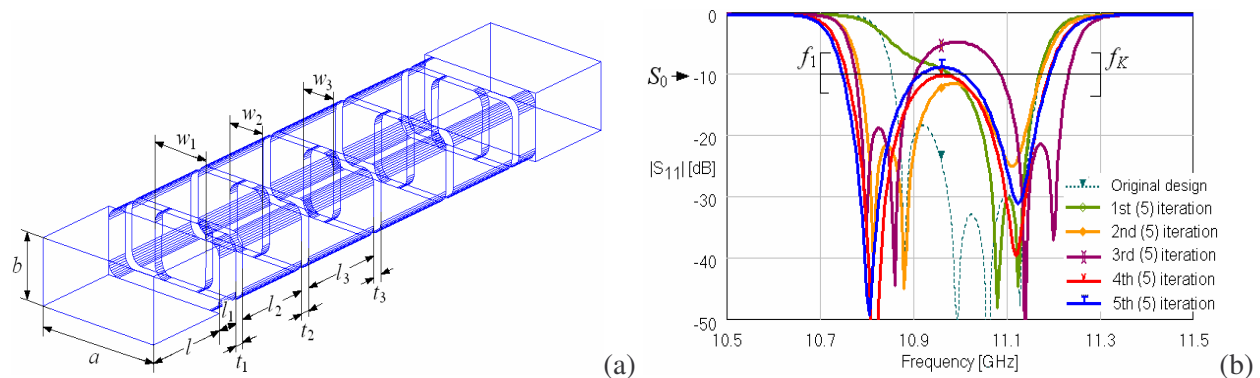 w₃
w₂
w₁
b
a
l
l₁
t₁
l₂
t₂
l₃
t₃
(a)
0
-10
-20
|S₁₁| [dB]
-30
-40
-50
S₀
f₁
f_K
Original design
1st (5) iteration
2nd (5) iteration
3rd (5) iteration
4th (5) iteration
5th (5) iteration
10.5 10.7 10.9 11.1 11.3 11.5
Frequency [GHz]
(b)